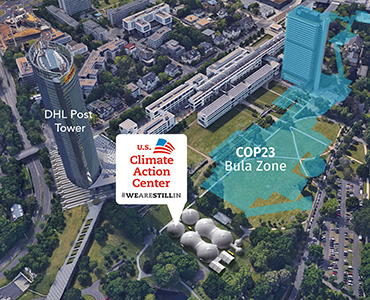 DHL Post
Tower
U.S.
Climate
Action
Center
#WEARESTILLIN
COP23
Bula Zone